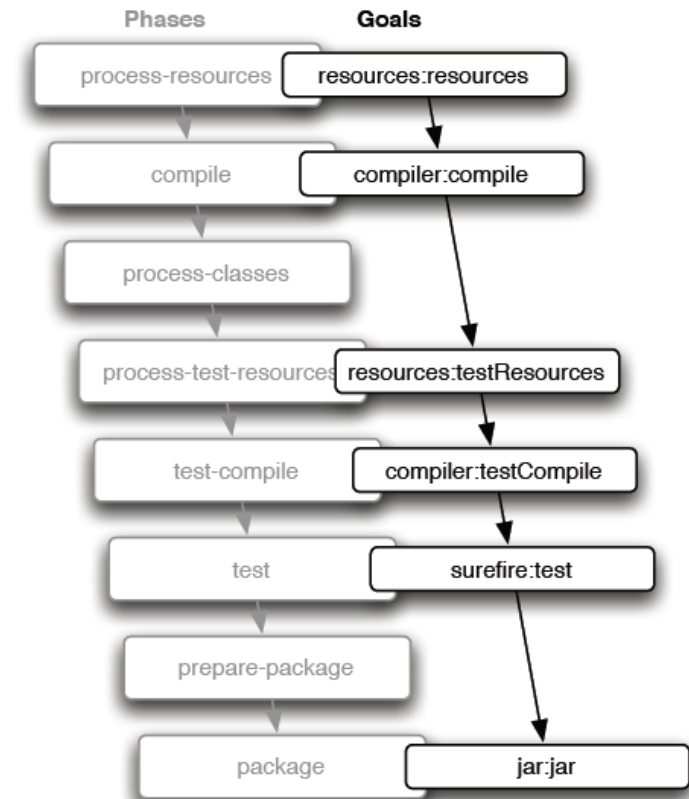 Phases Goals
process-resources resources:resources
compile compiler:compile
process-classes
process-test-resources resources:testResources
test-compile compiler:testCompile
test surefire:test
prepare-package
package jar:jar